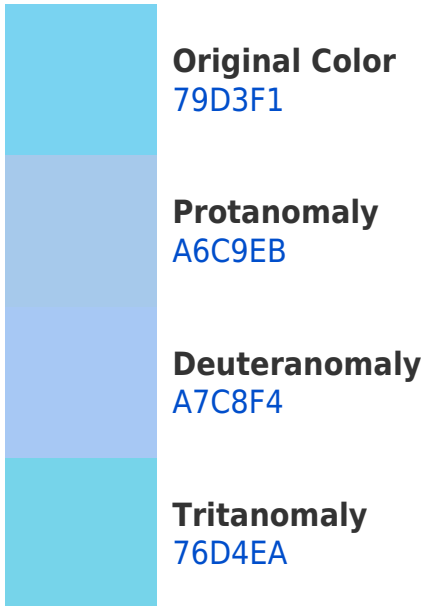 Original Color
79D3F1
Protanomaly
A6C9EB
Deuteranomaly
A7C8F4
Tritanomaly
76D4EA